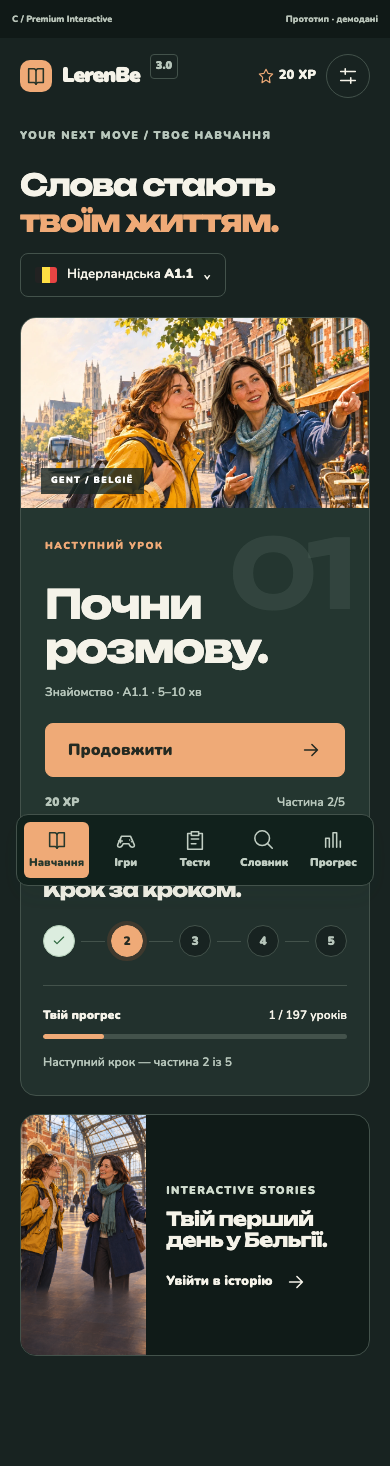 C / Premium Interactive
Прототип · демодані
LerenBe
3.0
20 XP
YOUR NEXT MOVE / ТВОЄ НАВЧАННЯ
Слова стають
твоїм життям.
Нідерландська A1.1
GENT / BELGIË
01
НАСТУПНИЙ УРОК
Почни
розмову.
Знайомство · A1.1 · 5–10 хв
Продовжити
20 XP
Частина 2/5
Навчання
Ігри
Тести
Словник
Прогрес
Крок за кроком.
2
3
4
5
Твій прогрес
1 / 197 уроків
Наступний крок — частина 2 із 5
INTERACTIVE STORIES
Твій перший
день у Бельгії.
Увійти в історію